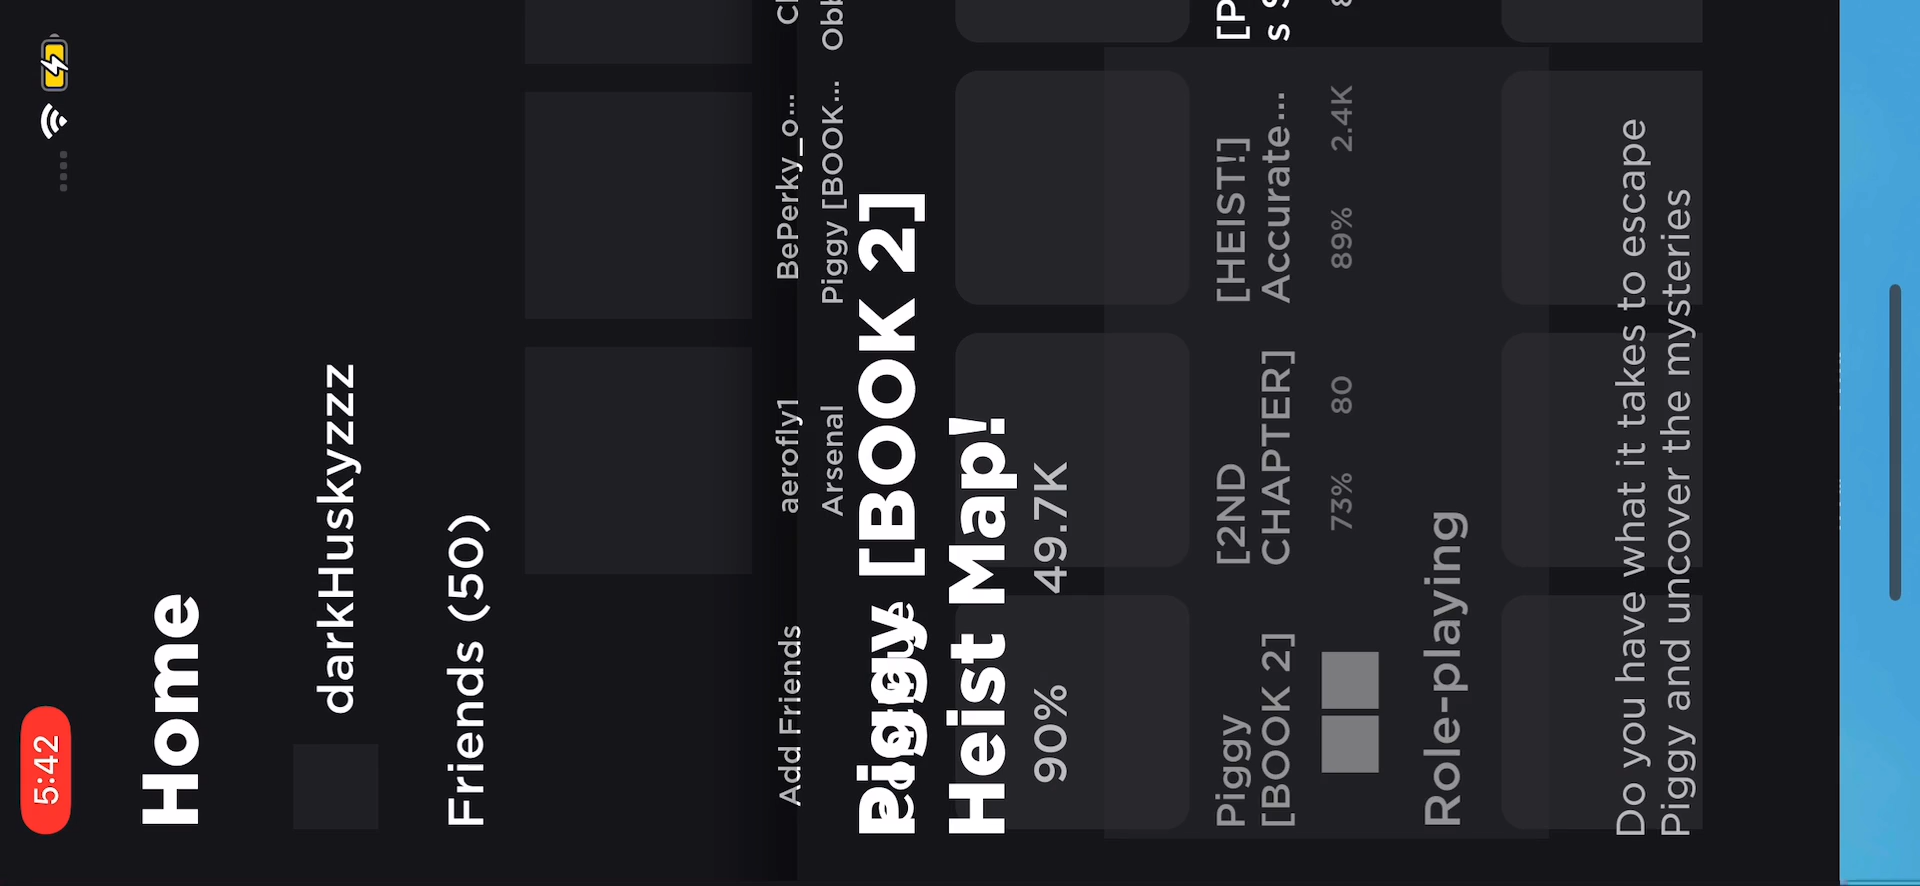 5:42
Home
darkHuskyzzz
Friends (50)
Add Friends
aerofly1
Arsenal
BePerky_o...
Piggy [BOOK...
Piggy [BOOK 2]
Heist Map!
90% 49.7K
Piggy
[BOOK 2]
[2ND
CHAPTER]
73% 80
[HEIST!]
Accurate...
89% 2.4K
Role-playing
Do you have what it takes to escape
Piggy and uncover the mysteries